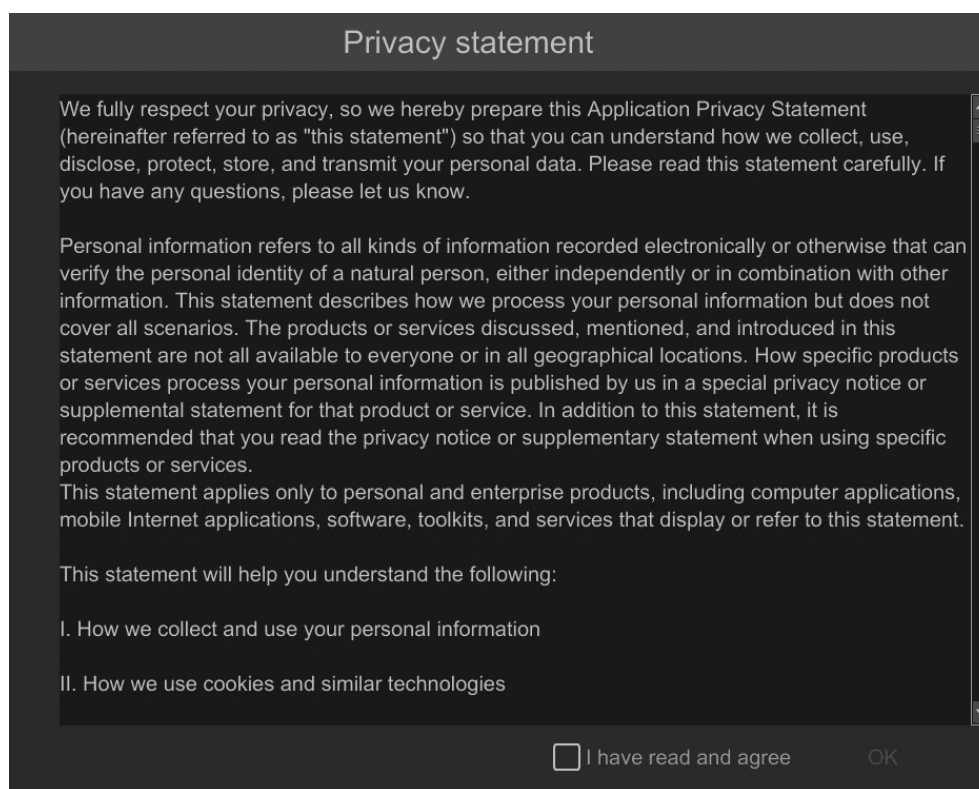 Privacy statement
We fully respect your privacy, so we hereby prepare this Application Privacy Statement
(hereinafter referred to as "this statement") so that you can understand how we collect, use,
disclose, protect, store, and transmit your personal data. Please read this statement carefully. If
you have any questions, please let us know.
Personal information refers to all kinds of information recorded electronically or otherwise that can
verify the personal identity of a natural person, either independently or in combination with other
information. This statement describes how we process your personal information but does not
cover all scenarios. The products or services discussed, mentioned, and introduced in this
statement are not all available to everyone or in all geographical locations. How specific products
or services process your personal information is published by us in a special privacy notice or
supplemental statement for that product or service. In addition to this statement, it is
recommended that you read the privacy notice or supplementary statement when using specific
products or services.
This statement applies only to personal and enterprise products, including computer applications,
mobile Internet applications, software, toolkits, and services that display or refer to this statement.
This statement will help you understand the following:
I. How we collect and use your personal information
II. How we use cookies and similar technologies
I have read and agree
OK